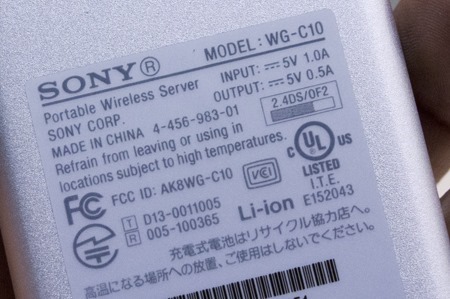 SONY® MODEL: WG-C10
Portable Wireless Server INPUT: ⎓5V 1.0A
SONY CORP. OUTPUT: ⎓5V 0.5A
MADE IN CHINA 4-456-983-01 2.4DS/OF2
Refrain from leaving or using in
locations subject to high temperatures.
C UL® US LISTED
I.T.E.
E152043
FC FCC ID: AK8WG-C10 VCI
T D13-0011005
R 005-100365 Li-ion
充電式電池はリサイクル協力店へ。
高温になる場所への放置、ご使用はしないでください。